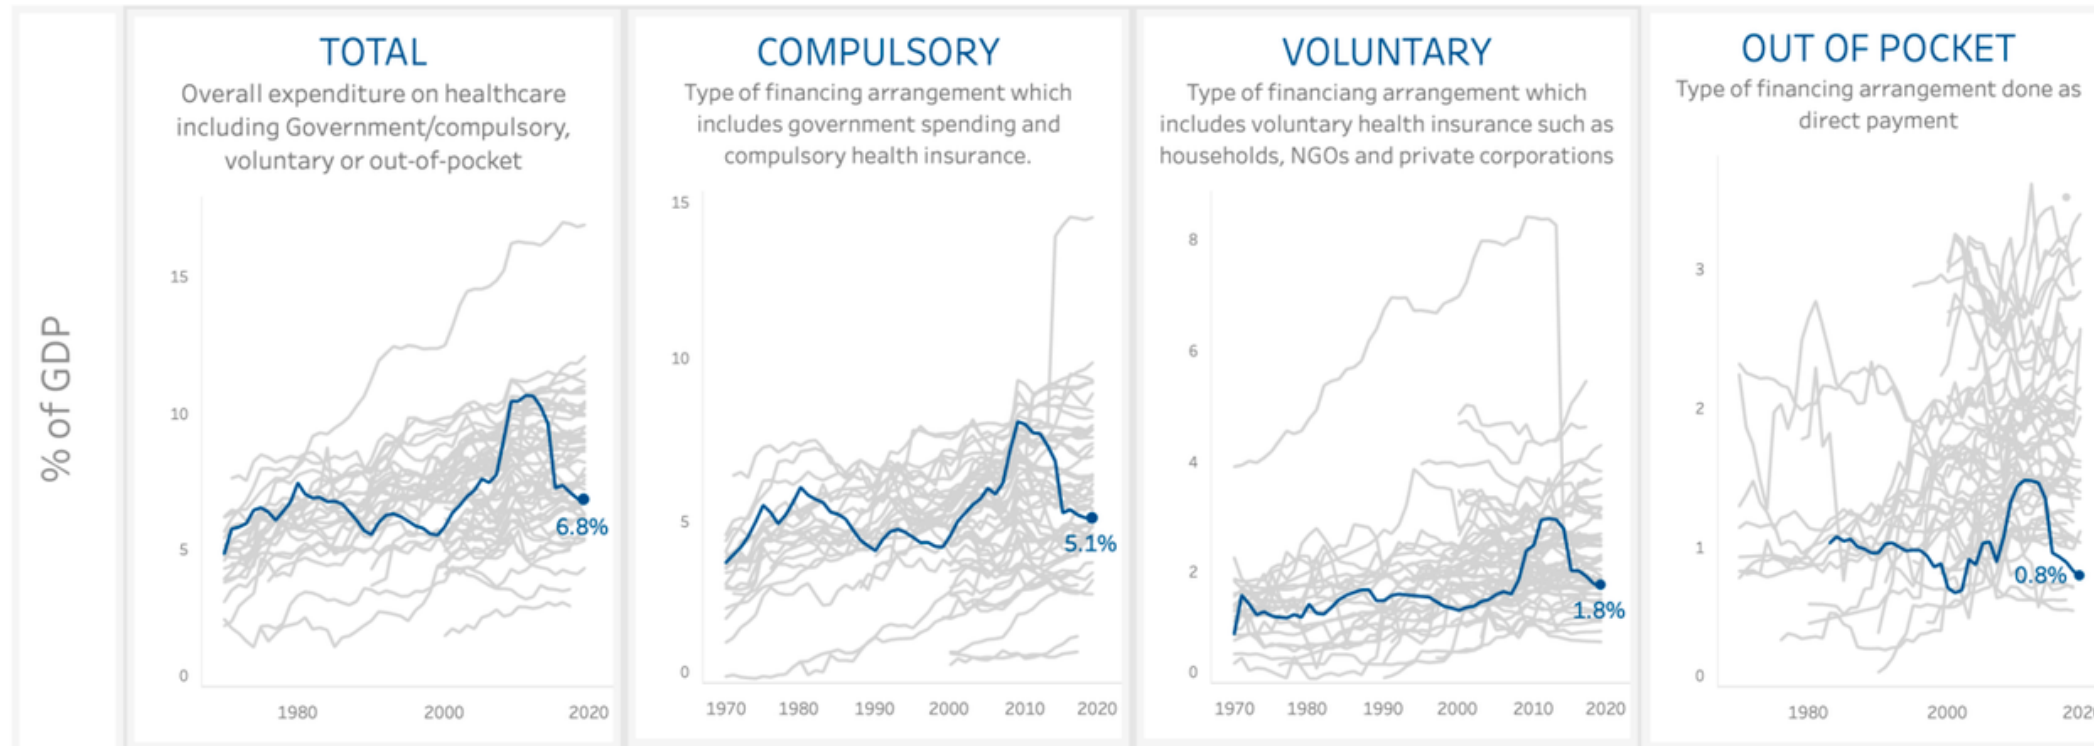 % of GDP
TOTAL
Overall expenditure on healthcare
including Government/compulsory,
voluntary or out-of-pocket
15
10
5
0
6.8%
1980 2000 2020
COMPULSORY
Type of financing arrangement which
includes government spending and
compulsory health insurance.
15
10
5
0
5.1%
1970 1980 1990 2000 2010 2020
VOLUNTARY
Type of financiang arrangement which
includes voluntary health insurance such as
households, NGOs and private corporations
8
6
4
2
0
1.8%
1970 1980 1990 2000 2010 2020
OUT OF POCKET
Type of financing arrangement done as
direct payment
3
2
1
0
0.8%
1980 2000